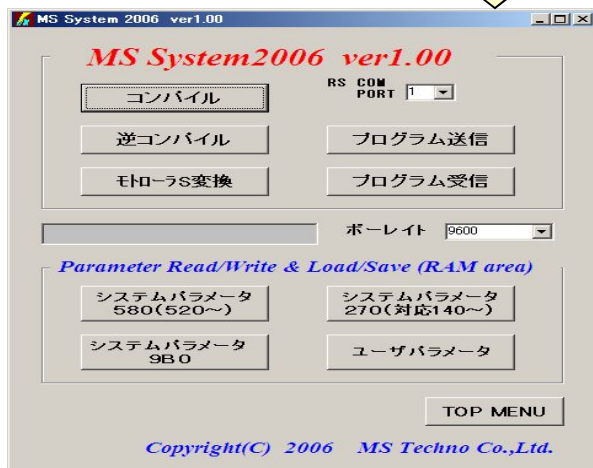 MS System 2006 ver1.00
MS System2006 ver1.00
コンパイル
RS COM
PORT 1
逆コンパイル
プログラム送信
モトローラS変換
プログラム受信
ボーレイト 9600
Parameter Read/Write & Load/Save (RAM area)
システムパラメータ
580(520～)
システムパラメータ
270(対応140～)
システムパラメータ
9B0
ユーザパラメータ
TOP MENU
Copyright(C) 2006 MS Techno Co.,Ltd.